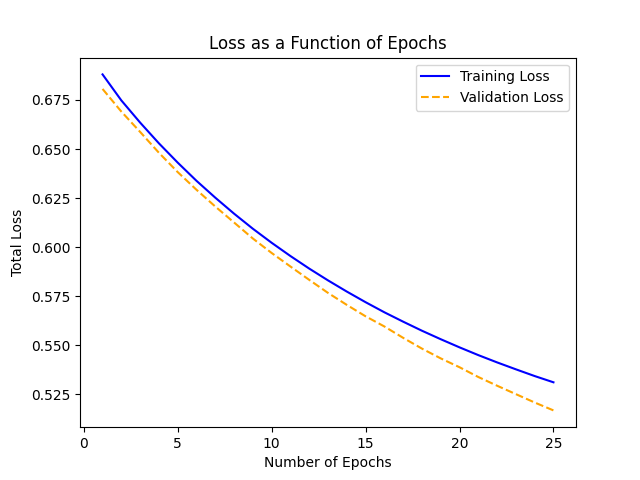 Loss as a Function of Epochs
Training Loss
Validation Loss
0.675
0.650
0.625
0.600
0.575
0.550
0.525
Total Loss
0 5 10 15 20 25
Number of Epochs